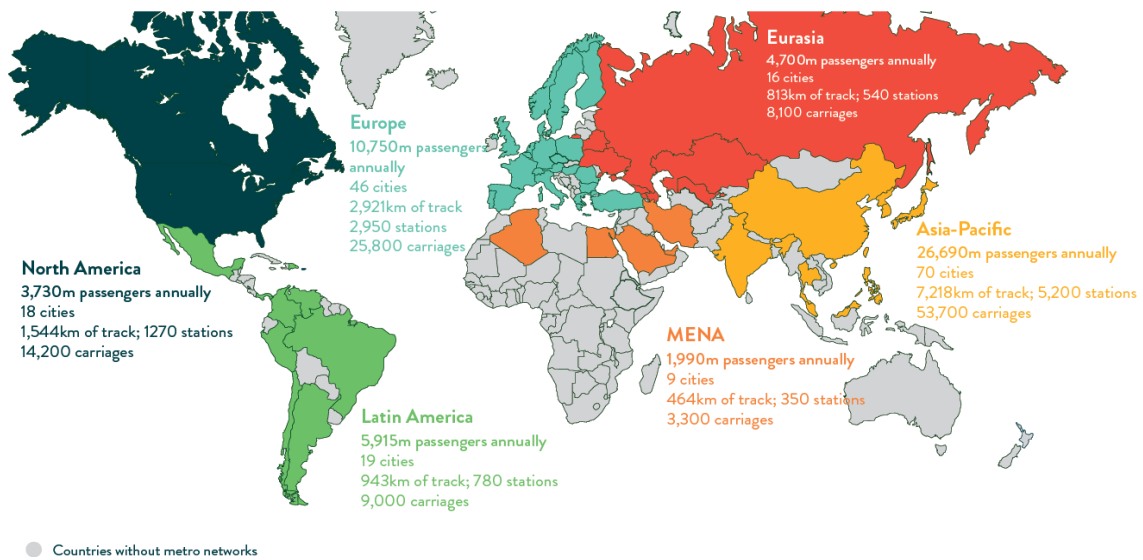 Eurasia
4,700m passengers annually
16 cities
813km of track; 540 stations
8,100 carriages
Europe
10,750m passengers
annually
46 cities
2,921km of track
2,950 stations
25,800 carriages
Asia-Pacific
26,690m passengers annually
70 cities
7,218km of track; 5,200 stations
53,700 carriages
North America
3,730m passengers annually
18 cities
1,544km of track; 1270 stations
14,200 carriages
MENA
1,990m passengers annually
9 cities
464km of track; 350 stations
3,300 carriages
Latin America
5,915m passengers annually
19 cities
943km of track; 780 stations
9,000 carriages
Countries without metro networks